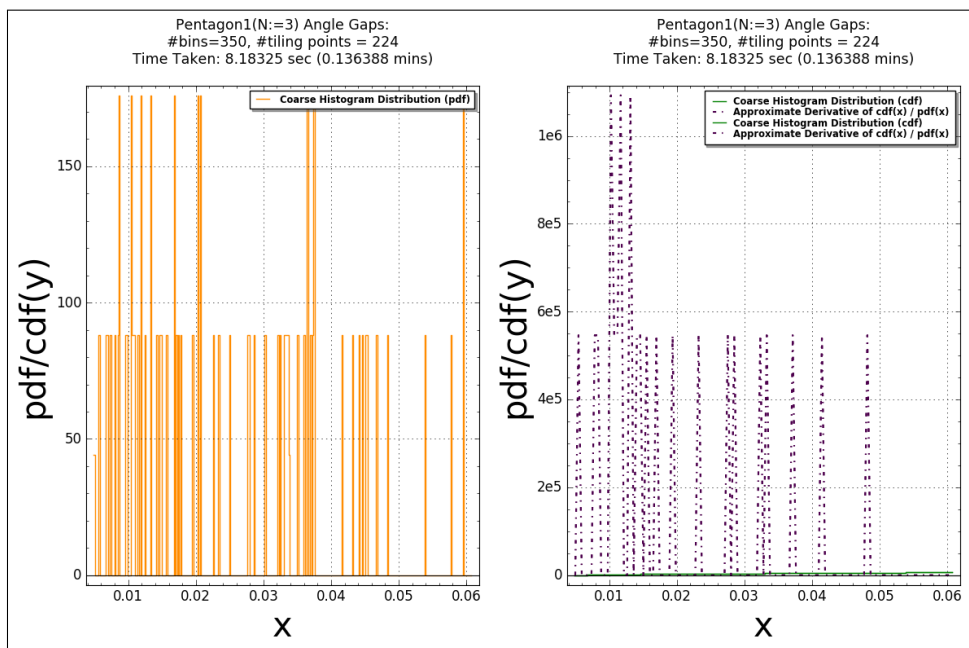 Pentagon1(N:=3) Angle Gaps:
#bins=350, #tiling points = 224
Time Taken: 8.18325 sec (0.136388 mins)
Coarse Histogram Distribution (pdf)
150
100
50
0
pdf/cdf(y)
0.01 0.02 0.03 0.04 0.05 0.06
x
Pentagon1(N:=3) Angle Gaps:
#bins=350, #tiling points = 224
Time Taken: 8.18325 sec (0.136388 mins)
Coarse Histogram Distribution (cdf)
Approximate Derivative of cdf(x) / pdf(x)
Coarse Histogram Distribution (cdf)
Approximate Derivative of cdf(x) / pdf(x)
1e6
8e5
6e5
4e5
2e5
0
pdf/cdf(y)
0.01 0.02 0.03 0.04 0.05 0.06
x